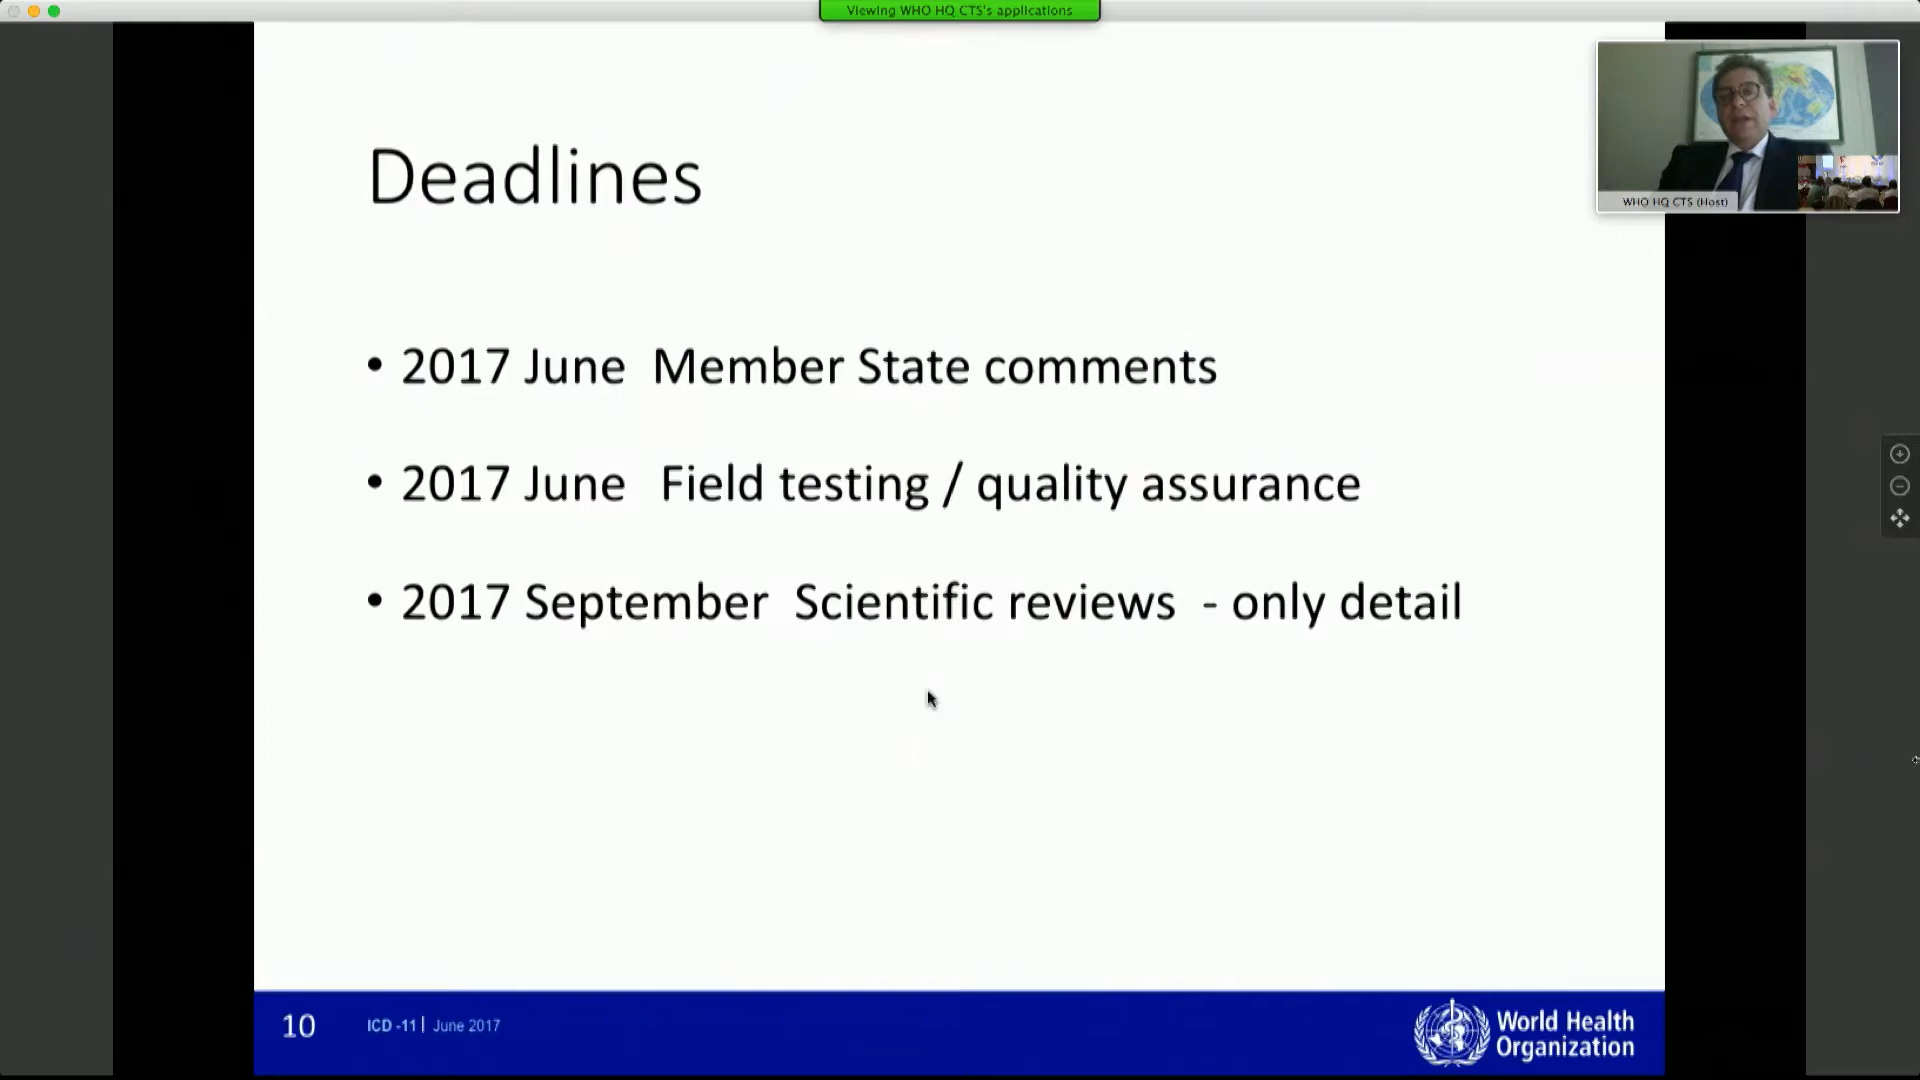 Viewing WHO HQ CTS's applications
WHO HQ CTS (Host)
Deadlines
• 2017 June Member State comments
• 2017 June Field testing / quality assurance
• 2017 September Scientific reviews - only detail
10
ICD -11 | June 2017
World Health
Organization